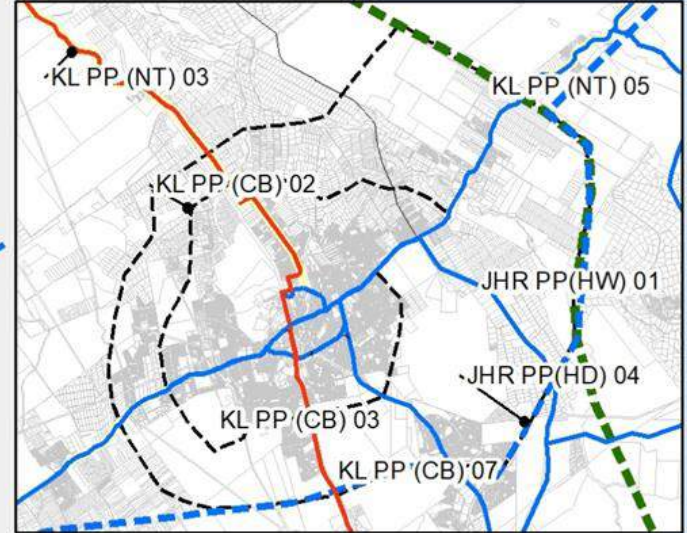 KL PP (NT) 03
KL PP (NT) 05
KL PP (CB) 02
JHR PP(HW) 01
JHR PP(HD) 04
KL PP (CB) 03
KL PP (CB) 07